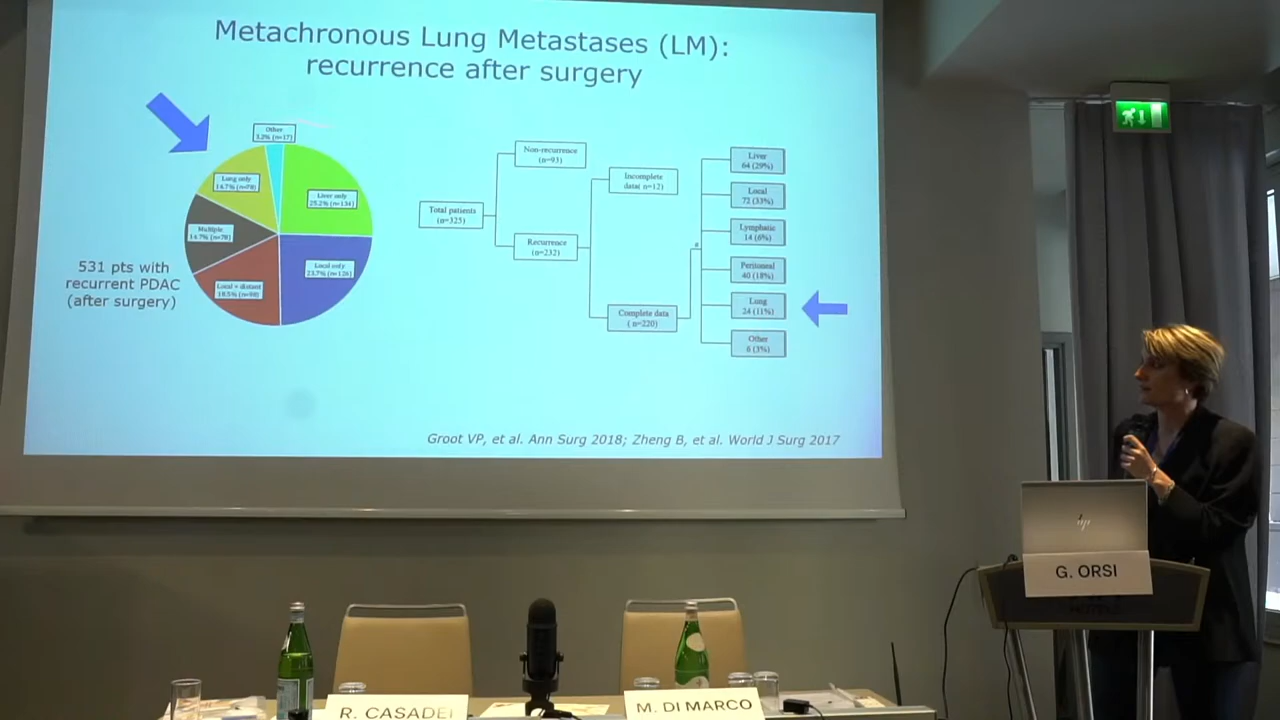 Metachronous Lung Metastases (LM):
recurrence after surgery
Other
3.2% (n=17)
Lung only
14.7% (n=78)
Liver only
25.2% (n=134)
Multiple
14.7% (n=78)
Local only
23.7% (n=126)
Local + distant
18.5% (n=98)
531 pts with
recurrent PDAC
(after surgery)
Total patients
(n=325)
Non-recurrence
(n=93)
Recurrence
(n=232)
Incomplete
data( n=12)
Complete data
( n=220)
Liver
64 (29%)
Local
72 (33%)
Lymphatic
14 (6%)
Peritoneal
40 (18%)
Lung
24 (11%)
Other
6 (3%)
Groot VP, et al. Ann Surg 2018; Zheng B, et al. World J Surg 2017
hp
G. ORSI
R. CASADEI
M. DI MARCO